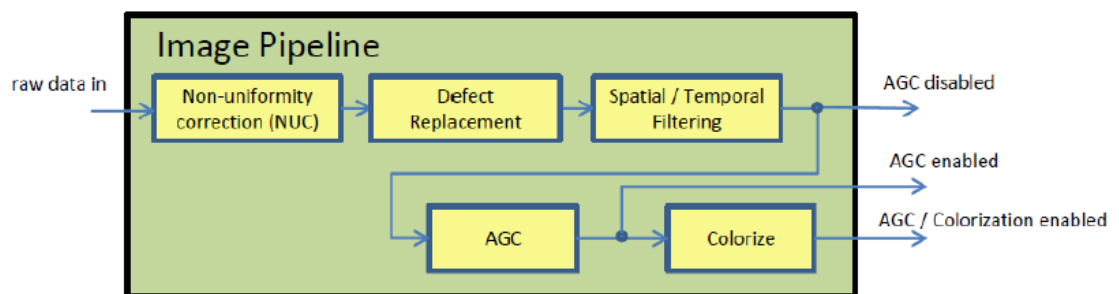 Image Pipeline
raw data in
Non-uniformity
correction (NUC)
Defect
Replacement
Spatial / Temporal
Filtering
AGC disabled
AGC enabled
AGC
Colorize
AGC / Colorization enabled